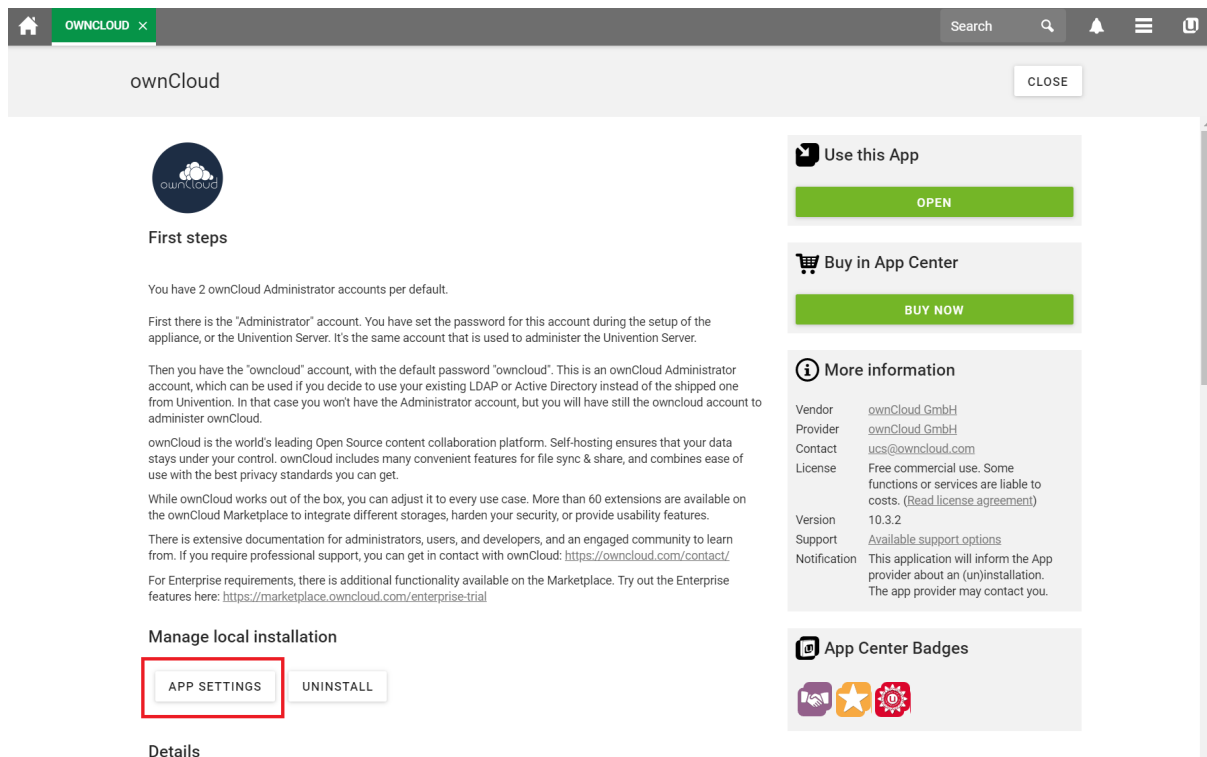 OWNCLOUD ×
Search
ownCloud
CLOSE
ownCloud
First steps
You have 2 ownCloud Administrator accounts per default.
First there is the "Administrator" account. You have set the password for this account during the setup of the
appliance, or the Univention Server. It's the same account that is used to administer the Univention Server.
Then you have the "owncloud" account, with the default password "owncloud". This is an ownCloud Administrator
account, which can be used if you decide to use your existing LDAP or Active Directory instead of the shipped one
from Univention. In that case you won't have the Administrator account, but you will have still the owncloud account to
administer ownCloud.
ownCloud is the world's leading Open Source content collaboration platform. Self-hosting ensures that your data
stays under your control. ownCloud includes many convenient features for file sync & share, and combines ease of
use with the best privacy standards you can get.
While ownCloud works out of the box, you can adjust it to every use case. More than 60 extensions are available on
the ownCloud Marketplace to integrate different storages, harden your security, or provide usability features.
There is extensive documentation for administrators, users, and developers, and an engaged community to learn
from. If you require professional support, you can get in contact with ownCloud: https://owncloud.com/contact/
For Enterprise requirements, there is additional functionality available on the Marketplace. Try out the Enterprise
features here: https://marketplace.owncloud.com/enterprise-trial
Manage local installation
APP SETTINGS
UNINSTALL
Details
Use this App
OPEN
Buy in App Center
BUY NOW
More information
Vendor ownCloud GmbH
Provider ownCloud GmbH
Contact ucs@owncloud.com
License Free commercial use. Some
functions or services are liable to
costs. (Read license agreement)
Version 10.3.2
Support Available support options
Notification This application will inform the App
provider about an (un)installation.
The app provider may contact you.
App Center Badges